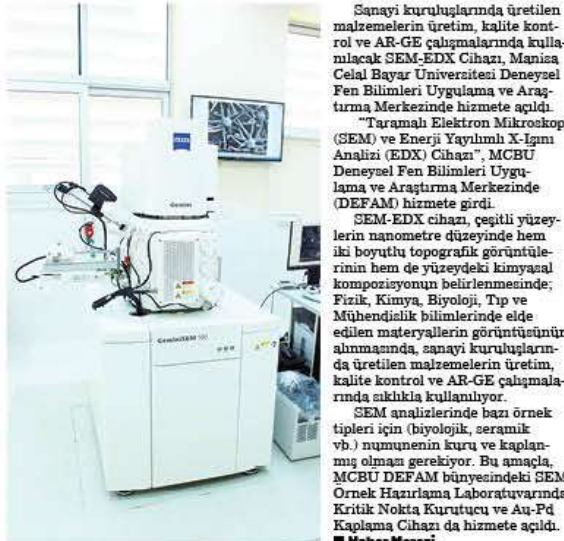 ZEISS
Gemini
GeminiSEM 500
Sanayi kuruluşlarında üretilen
malzemelerin üretim, kalite kont-
rol ve AR-GE çalışmalarında kulla-
nılacak SEM-EDX Cihazı, Manisa
Celal Bayar Üniversitesi Deneysel
Fen Bilimleri Uygulama ve Araş-
tırma Merkezinde hizmete açıldı.
"Taramalı Elektron Mikroskop
(SEM) ve Enerji Yayılımlı X-Işını
Analizi (EDX) Cihazı", MCBU
Deneysel Fen Bilimleri Uygu-
lama ve Araştırma Merkezinde
(DEFAM) hizmete girdi.
SEM-EDX cihazı, çeşitli yüzey-
lerin nanometre düzeyinde hem
iki boyutlu topografik görüntüle-
rinin hem de yüzeydeki kimyasal
kompozisyonun belirlenmesinde;
Fizik, Kimya, Biyoloji, Tıp ve
Mühendislik bilimlerinde elde
edilen materyallerin görüntüsünün
alınmasında, sanayi kuruluşların-
da üretilen malzemelerin üretim,
kalite kontrol ve AR-GE çalışmala-
rında sıklıkla kullanılıyor.
SEM analizlerinde bazı örnek
tipleri için (biyolojik, seramik
vb.) numunenin kuru ve kaplan-
mış olması gerekiyor. Bu amaçla,
MCBU DEFAM bünyesindeki SEM
Örnek Hazırlama Laboratuvarında
Kritik Nokta Kurutucu ve Au-Pd
Kaplama Cihazı da hizmete açıldı.
■ Haber Merkezi